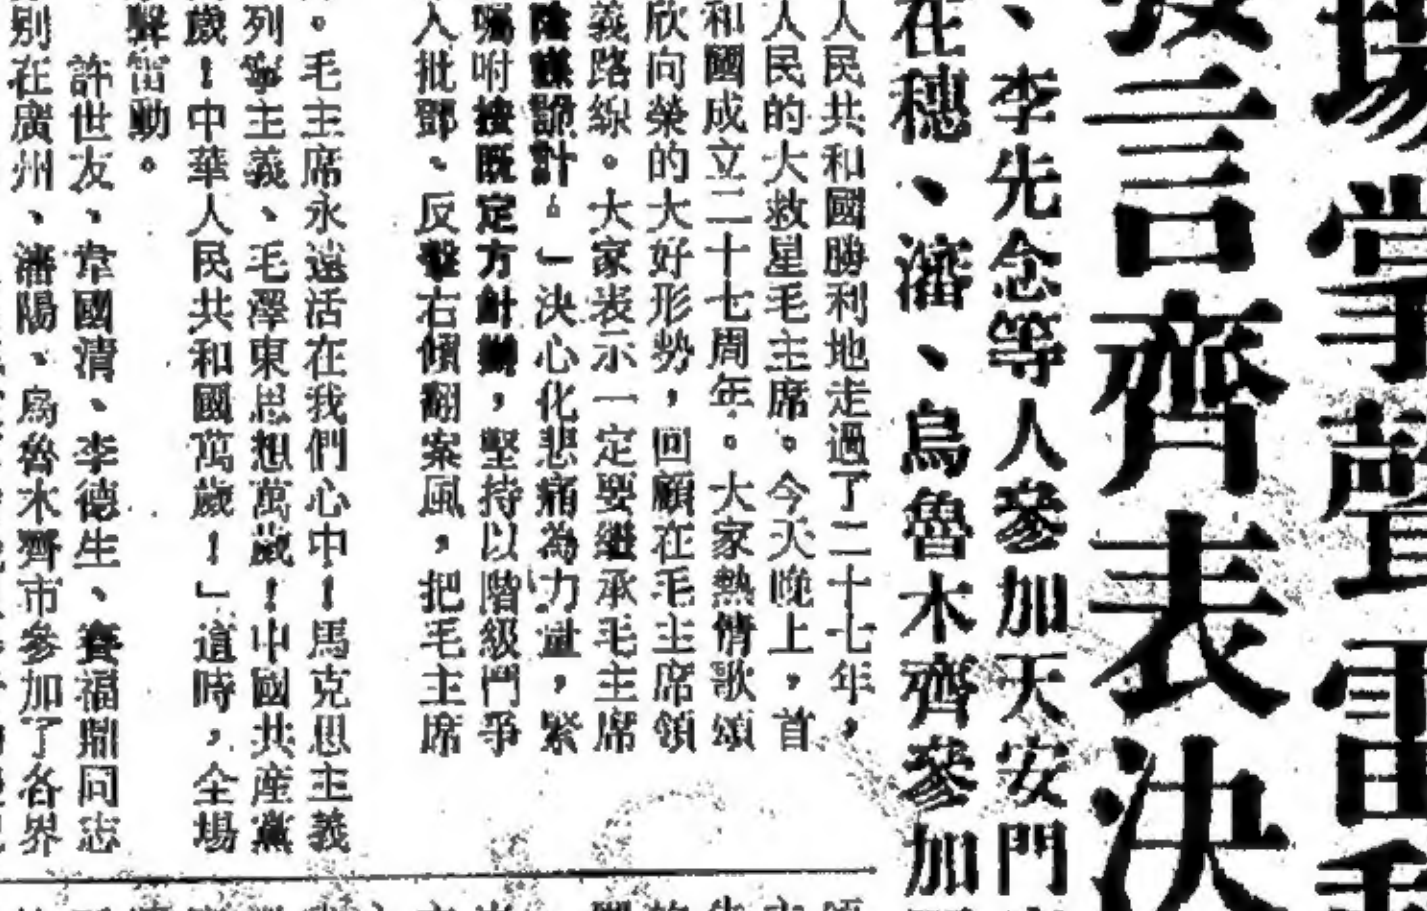 場掌聲雷動
發言齊表決
、李先念等人參加天安門
在穗、瀋、烏魯木齊參加
人民共和國勝利地走過了二十七年，
人民的大救星毛主席。今天晚上，首
和國成立二十七周年。大家熱情歌頌
欣向榮的大好形勢，回顧在毛主席領
義路線。大家表示一定要繼承毛主席
陰謀詭計。」決心化悲痛為力量，緊
囑咐按既定方針辦，堅持以階級鬥爭
人批鄧、反擊右傾翻案風，把毛主席
。毛主席永遠活在我們心中！馬克思主義
列寧主義、毛澤東思想萬歲！中國共產黨
歲！中華人民共和國萬歲！」這時，全場
聲雷動。
許世友、韋國清、李德生、賽福鼎同志
別在廣州、瀋陽、烏魯木齊市參加了各界